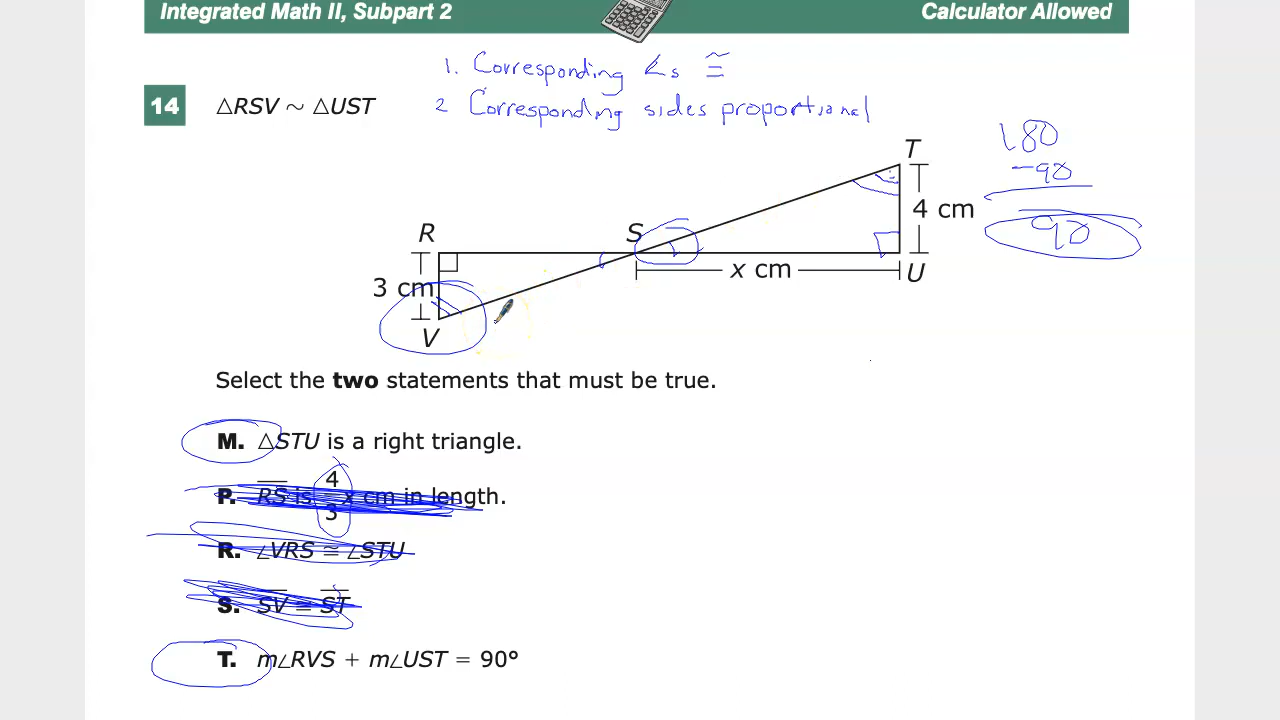 Integrated Math II, Subpart 2
Calculator Allowed
1. Corresponding ∠s ≅
14 △RSV ~ △UST
2 Corresponding sides proportional
180
-90
90
T
4 cm
R
S
x cm
U
3 cm
V
Select the two statements that must be true.
M. △STU is a right triangle.
P. RS is 4/3 x cm in length.
R. ∠VRS ≅ ∠STU
S. SV ≅ ST
T. m∠RVS + m∠UST = 90°